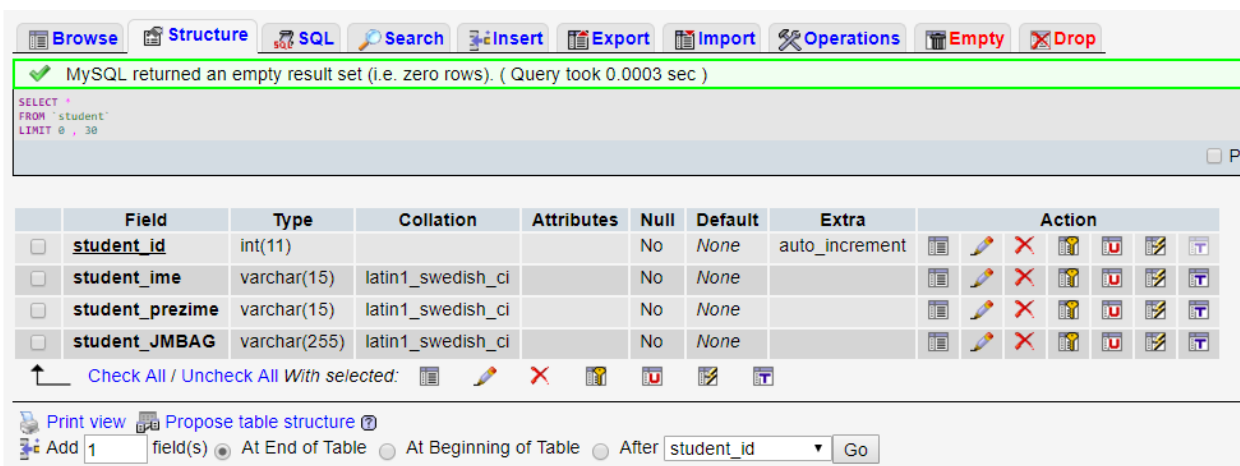 Browse Structure SQL Search Insert Export Import Operations Empty Drop
MySQL returned an empty result set (i.e. zero rows). ( Query took 0.0003 sec )
SELECT *
FROM `student`
LIMIT 0 , 30
P
Field Type Collation Attributes Null Default Extra Action
student_id int(11) No None auto_increment
student_ime varchar(15) latin1_swedish_ci No None
student_prezime varchar(15) latin1_swedish_ci No None
student_JMBAG varchar(255) latin1_swedish_ci No None
Check All / Uncheck All With selected:
Print view Propose table structure
Add 1 field(s) At End of Table At Beginning of Table After student_id Go